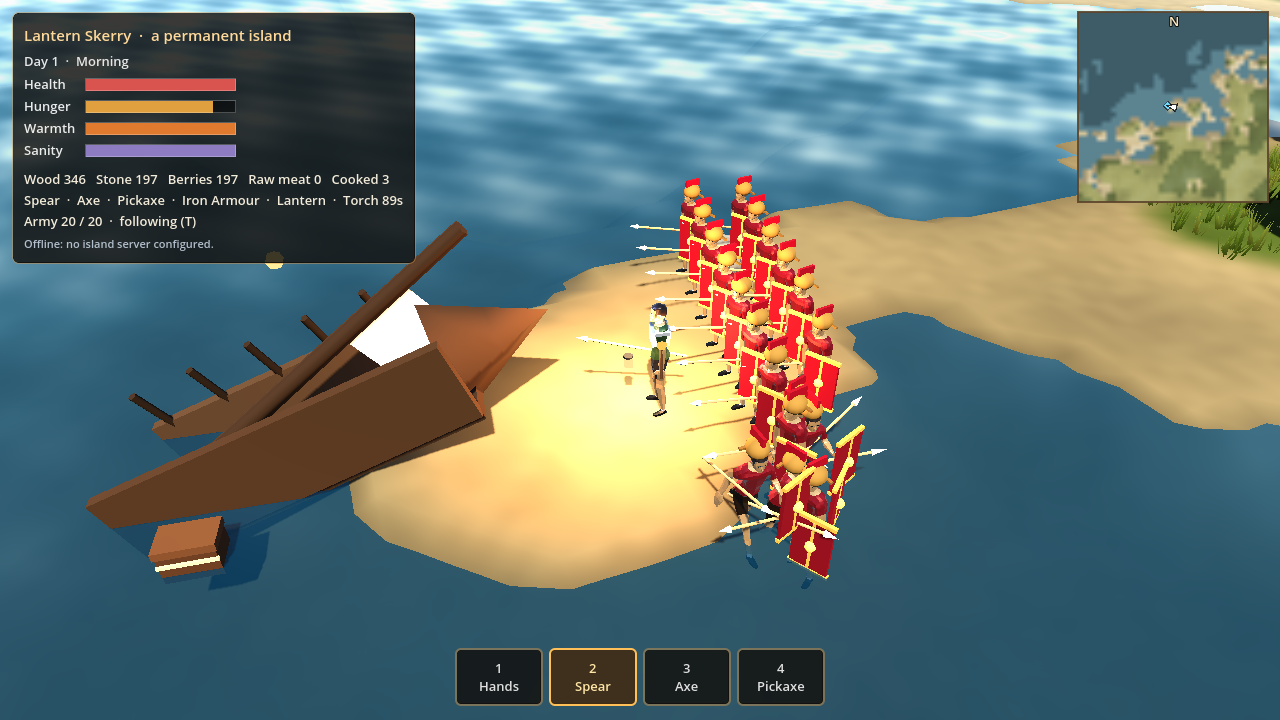 Lantern Skerry · a permanent island
Day 1 · Morning
Health
Hunger
Warmth
Sanity
Wood 346 Stone 197 Berries 197 Raw meat 0 Cooked 3
Spear · Axe · Pickaxe · Iron Armour · Lantern · Torch 89s
Army 20 / 20 · following (T)
Offline: no island server configured.
N
1
Hands
2
Spear
3
Axe
4
Pickaxe